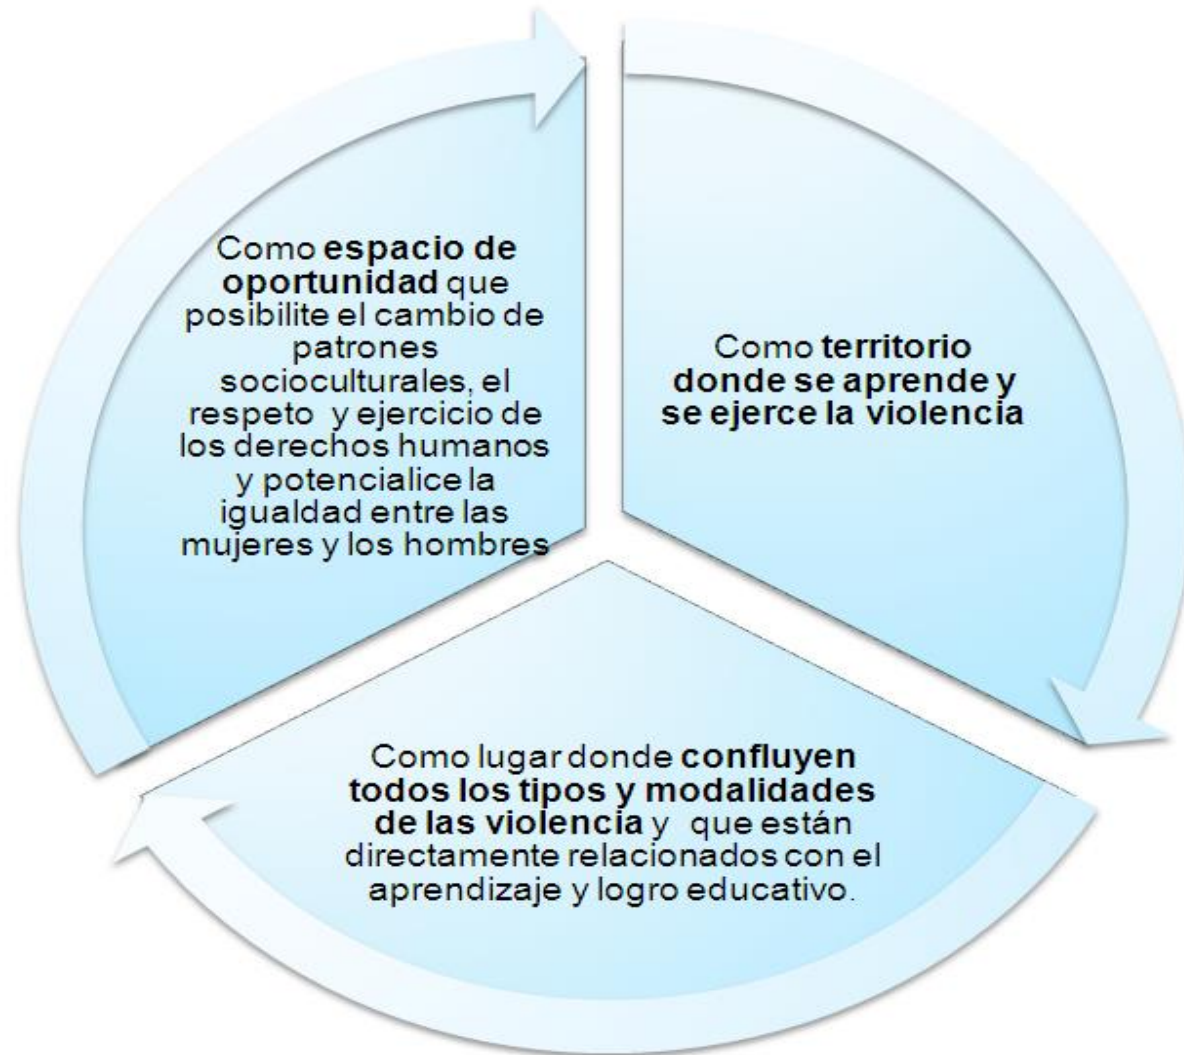 Como espacio de
oportunidad que
posibilite el cambio de
patrones
socioculturales, el
respeto y ejercicio de
los derechos humanos
y potencialice la
igualdad entre las
mujeres y los hombres
Como territorio
donde se aprende y
se ejerce la violencia
Como lugar donde confluyen
todos los tipos y modalidades
de las violencia y que están
directamente relacionados con el
aprendizaje y logro educativo.